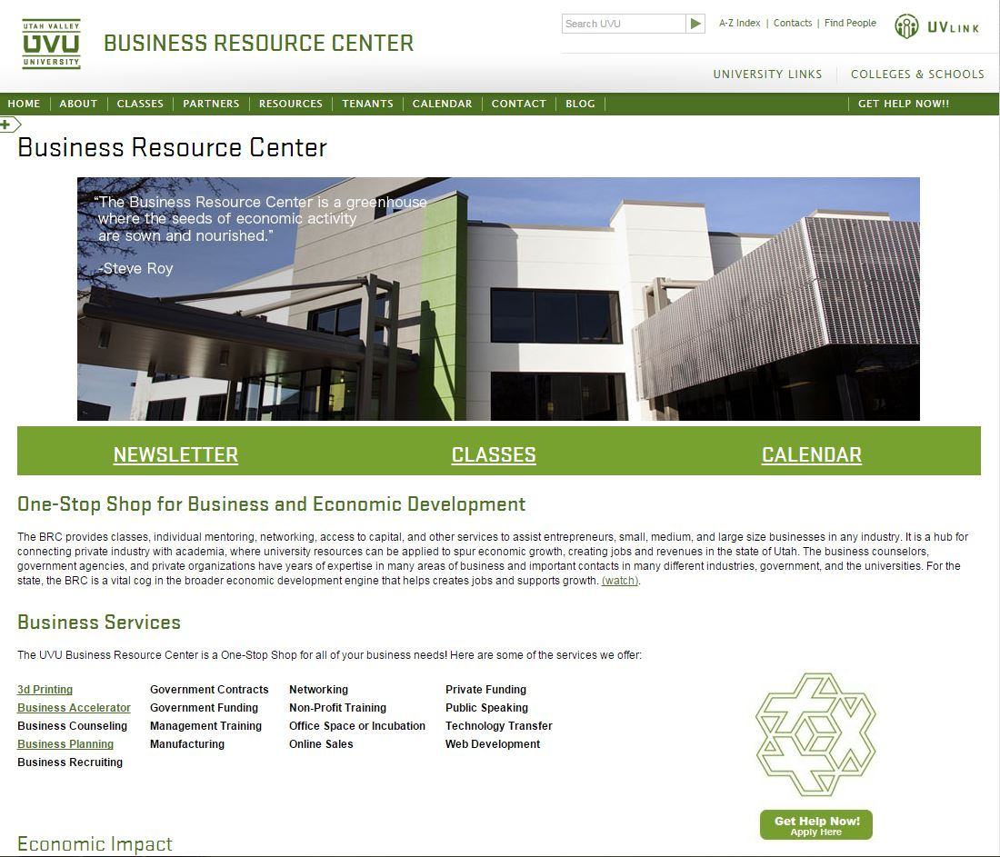 UTAH VALLEY
UVU
UNIVERSITY
BUSINESS RESOURCE CENTER
Search UVU
A-Z Index | Contacts | Find People
UVLINK
UNIVERSITY LINKS
COLLEGES & SCHOOLS
HOME
ABOUT
CLASSES
PARTNERS
RESOURCES
TENANTS
CALENDAR
CONTACT
BLOG
GET HELP NOW!!
Business Resource Center
“The Business Resource Center is a greenhouse
where the seeds of economic activity
are sown and nourished.”
-Steve Roy
NEWSLETTER
CLASSES
CALENDAR
One-Stop Shop for Business and Economic Development
The BRC provides classes, individual mentoring, networking, access to capital, and other services to assist entrepreneurs, small, medium, and large size businesses in any industry. It is a hub for
connecting private industry with academia, where university resources can be applied to spur economic growth, creating jobs and revenues in the state of Utah. The business counselors,
government agencies, and private organizations have years of expertise in many areas of business and important contacts in many different industries, government, and the universities. For the
state, the BRC is a vital cog in the broader economic development engine that helps creates jobs and supports growth. (watch).
Business Services
The UVU Business Resource Center is a One-Stop Shop for all of your business needs! Here are some of the services we offer:
3d Printing
Business Accelerator
Business Counseling
Business Planning
Business Recruiting
Government Contracts
Government Funding
Management Training
Manufacturing
Networking
Non-Profit Training
Office Space or Incubation
Online Sales
Private Funding
Public Speaking
Technology Transfer
Web Development
Get Help Now!
Apply Here
Economic Impact